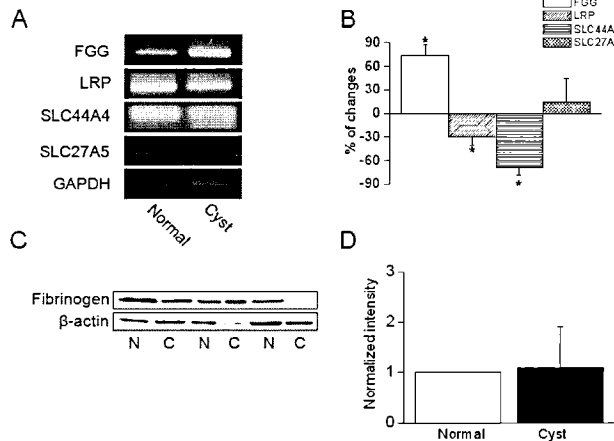 A
FGG
LRP
SLC44A4
SLC27A5
GAPDH
Normal
Cyst
B
FGG
LRP
SLC44A
SLC27A
% of changes
90
60
30
0
-30
-60
-90
*
*
*
C
Fibrinogen
β-actin
N C N C N C
D
Normalized intensity
3
2
1
0
Normal
Cyst